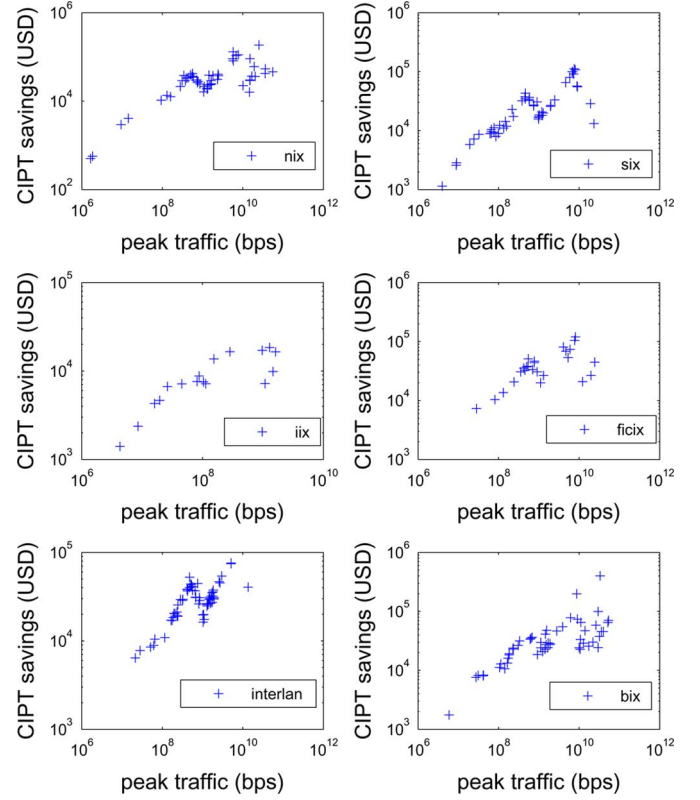 CIPT savings (USD)
10^6
10^4
10^2
10^6 10^8 10^10 10^12
peak traffic (bps)
nix
CIPT savings (USD)
10^6
10^5
10^4
10^3
10^6 10^8 10^10 10^12
peak traffic (bps)
six
CIPT savings (USD)
10^5
10^4
10^3
10^6 10^8 10^10
peak traffic (bps)
iix
CIPT savings (USD)
10^6
10^5
10^4
10^3
10^6 10^8 10^10 10^12
peak traffic (bps)
ficix
CIPT savings (USD)
10^5
10^4
10^3
10^6 10^8 10^10 10^12
peak traffic (bps)
interlan
CIPT savings (USD)
10^6
10^5
10^4
10^3
10^6 10^8 10^10 10^12
peak traffic (bps)
bix